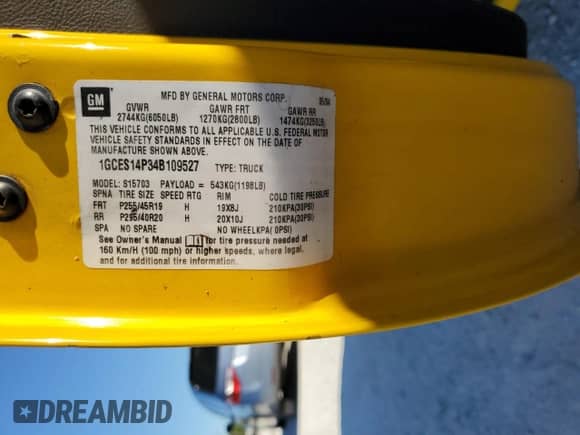 GM
MFD BY GENERAL MOTORS CORP. 05/04
GVWR GAWR FRT GAWR RR
2744KG(6050LB) 1270KG(2800LB) 1474KG(3250LB)
THIS VEHICLE CONFORMS TO ALL APPLICABLE U.S. FEDERAL MOTOR
VEHICLE SAFETY STANDARDS IN EFFECT ON THE DATE OF
MANUFACTURE SHOWN ABOVE.
1GCES14P34B109527 TYPE: TRUCK
MODEL: S15703 PAYLOAD = 543KG(1198LB)
SPNA TIRE SIZE SPEED RTG RIM COLD TIRE PRESSURE
FRT P255/45R19 H 19X8J 210KPA(30PSI)
RR P295/40R20 H 20X10J 210KPA(30PSI)
SPA NO SPARE NO WHEELKPA( 0PSI)
See Owner's Manual for tire pressure needed at
160 Km/H (100 mph) or higher speeds, where legal,
and for additional tire information.
DREAMBID